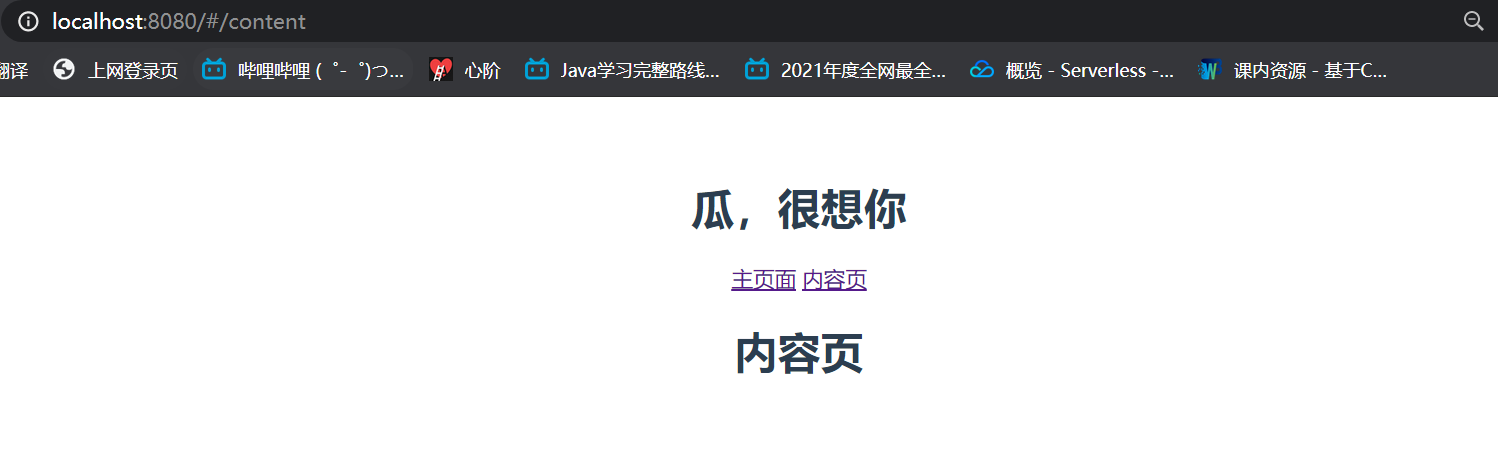 localhost:8080/#/content
翻译 上网登录页 哔哩哔哩 (゜-゜)つ... 心阶 Java学习完整路线... 2021年度全网最全... 概览 - Serverless -... 课内资源 - 基于C...
瓜，很想你
主页面 内容页
内容页